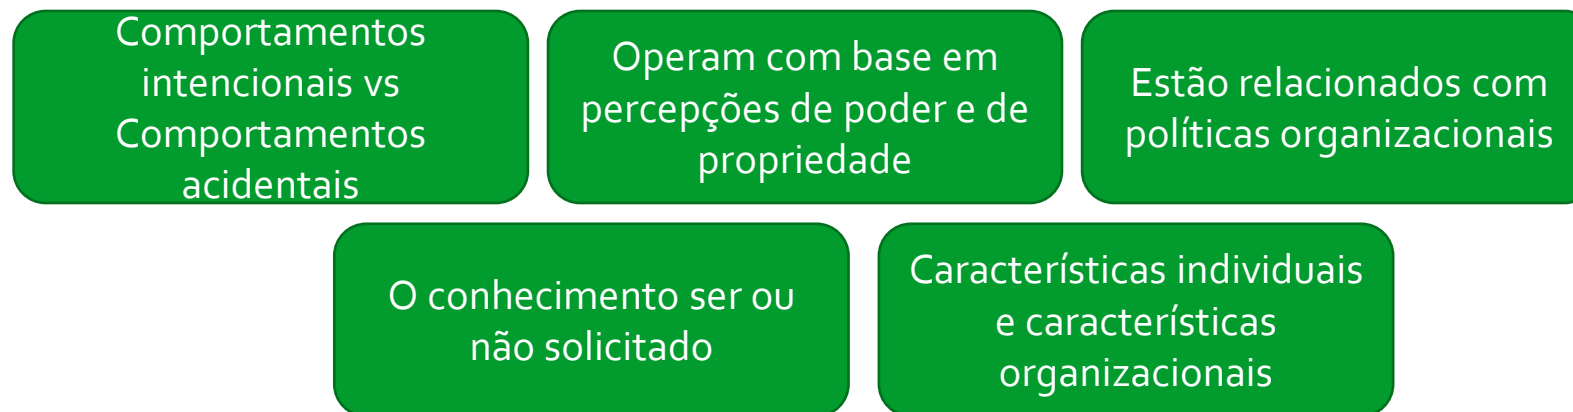 Comportamentos
intencionais vs
Comportamentos
acidentais
Operam com base em
percepções de poder e de
propriedade
Estão relacionados com
políticas organizacionais
O conhecimento ser ou
não solicitado
Características individuais
e características
organizacionais